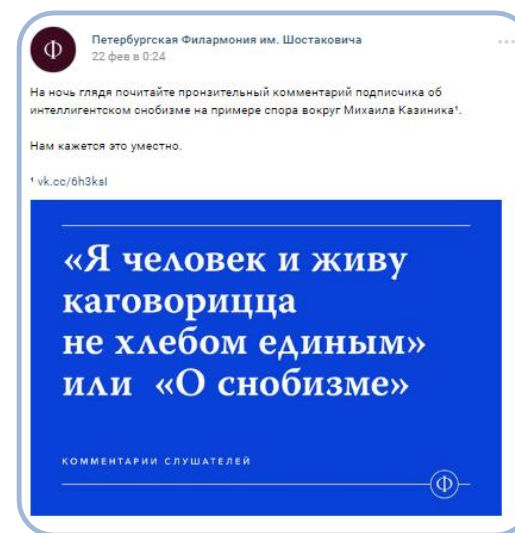 Ф
Петербургская Филармония им. Шостаковича
22 фев в 0:24
На ночь глядя почитайте пронзительный комментарий подписчика об
интеллигентском снобизме на примере спора вокруг Михаила Казиника¹.
Нам кажется это уместно.
¹ vk.cc/6h3ksI
«Я человек и живу
каговорицца
не хлебом единым»
или «О снобизме»
КОММЕНТАРИИ СЛУШАТЕЛЕЙ
Ф